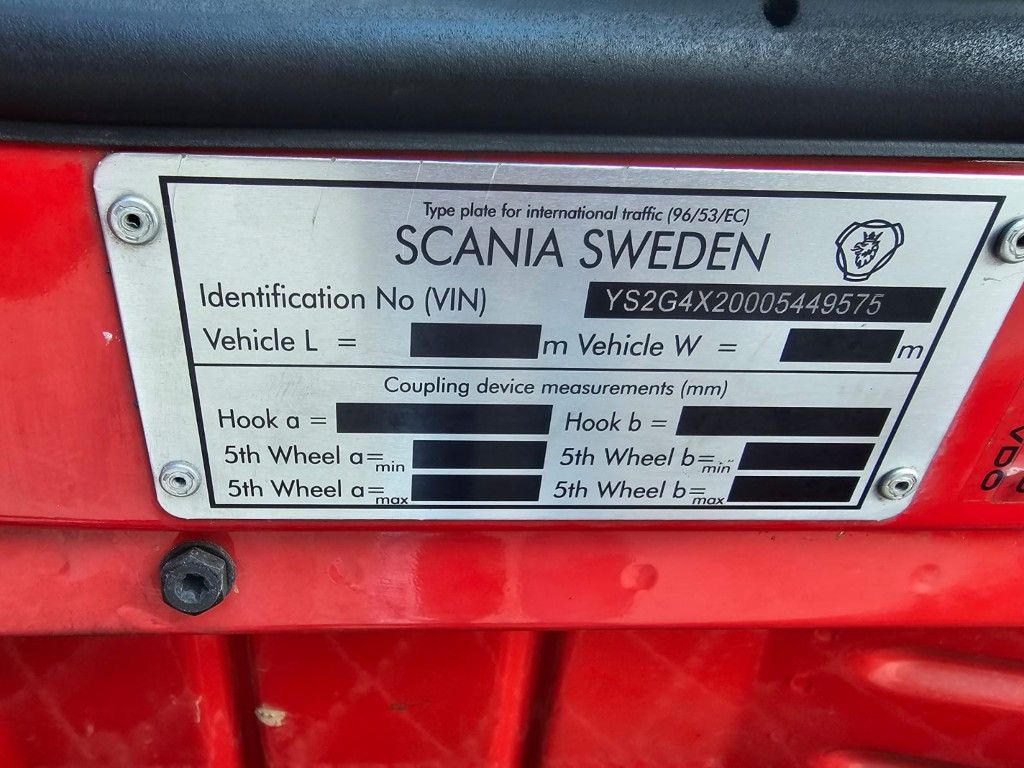 Type plate for international traffic (96/53/EC)
SCANIA SWEDEN
Identification No (VIN) YS2G4X20005449575
Vehicle L = m Vehicle W = m
Coupling device measurements (mm)
Hook a = Hook b =
5th Wheel a=min 5th Wheel b=min
5th Wheel a=max 5th Wheel b=max
VDO